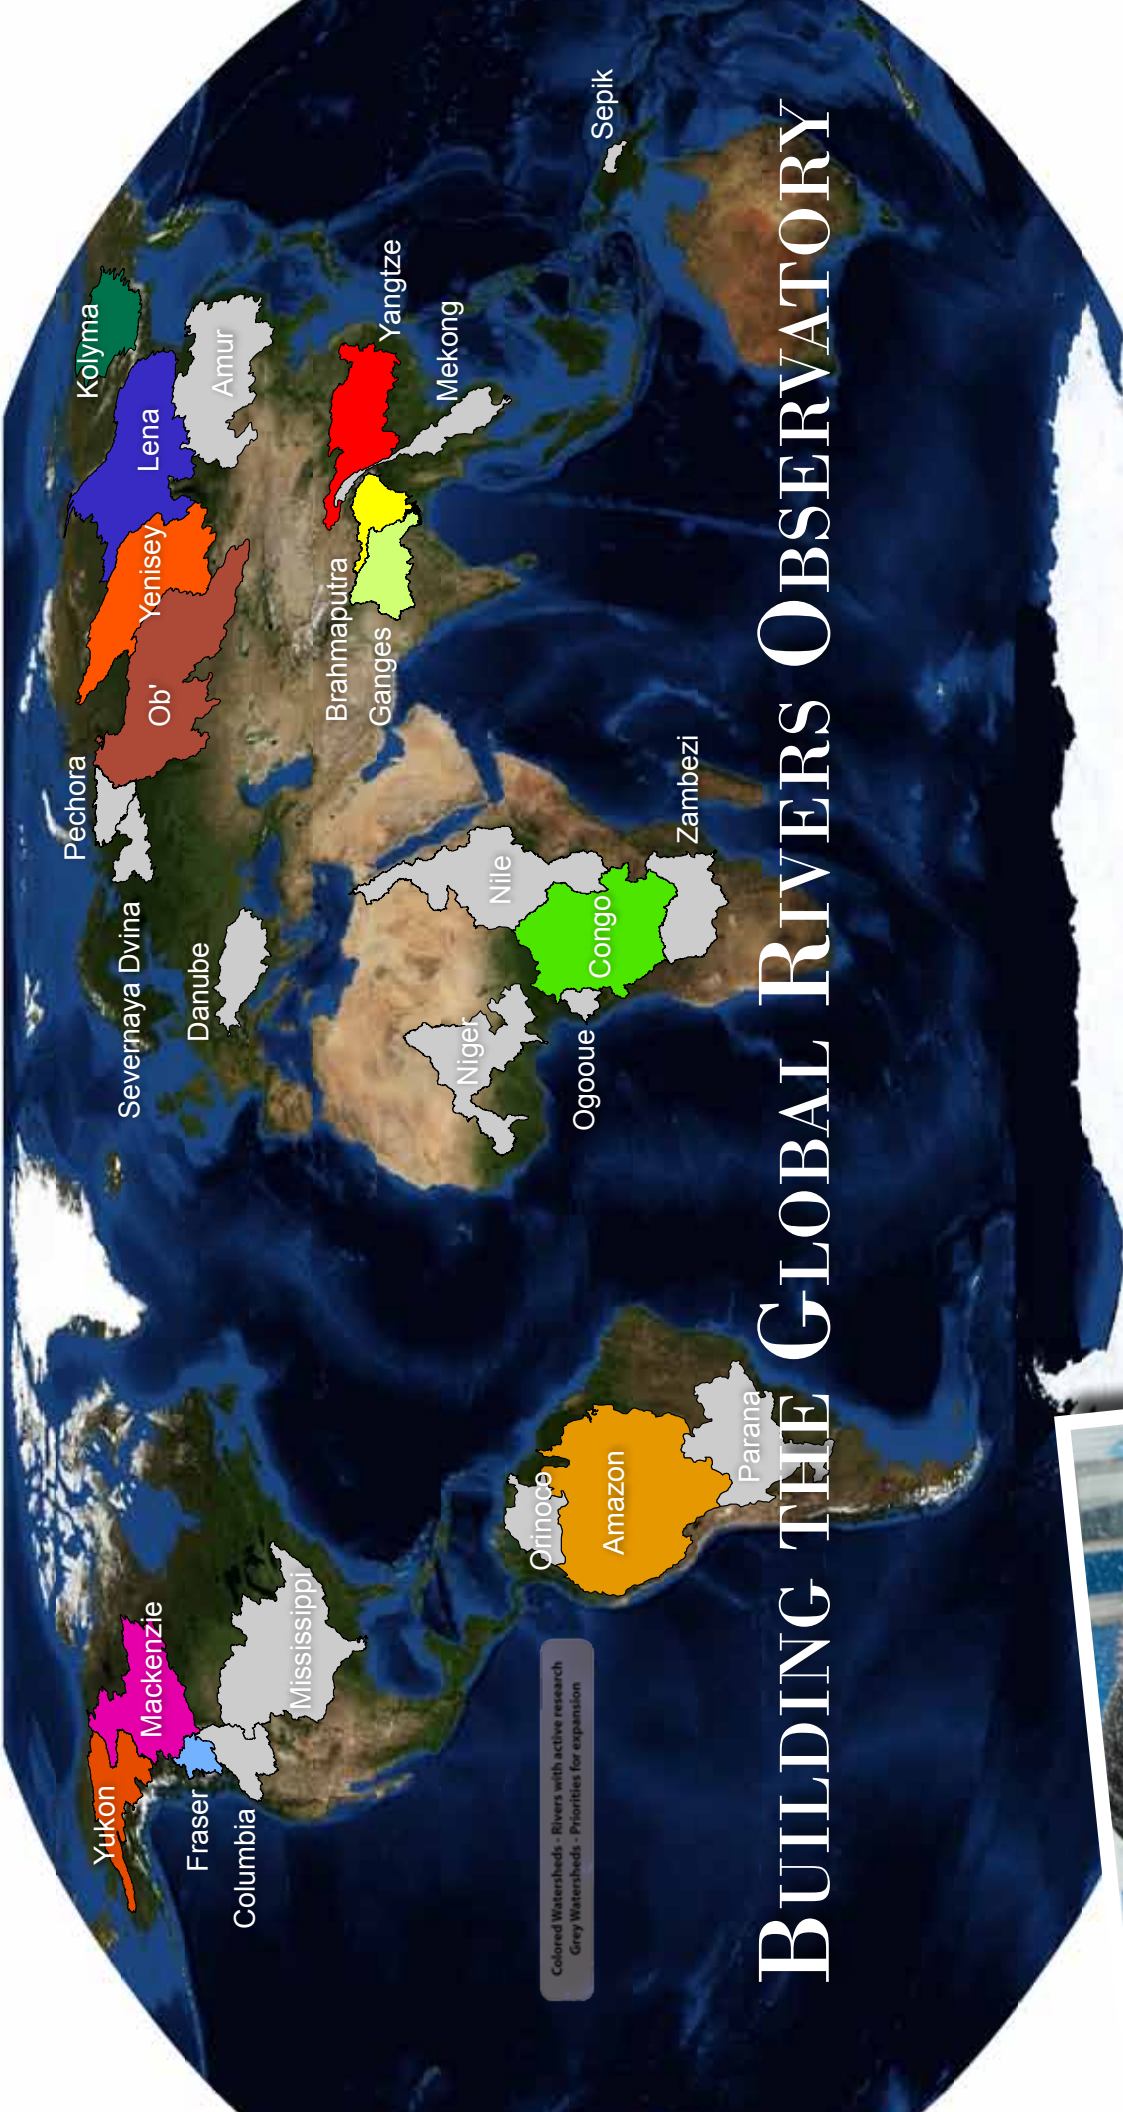 Yukon
Mackenzie
Fraser
Columbia
Mississippi
Orinoco
Amazon
Parana
Severnaya Dvina
Pechora
Danube
Niger
Ogooue
Nile
Congo
Zambezi
Ob'
Yenisey
Lena
Kolyma
Amur
Brahmaputra
Ganges
Yangtze
Mekong
Sepik
Colored Watersheds - Rivers with active research
Grey Watersheds - Priorities for expansion
BUILDING THE GLOBAL RIVERS OBSERVATORY